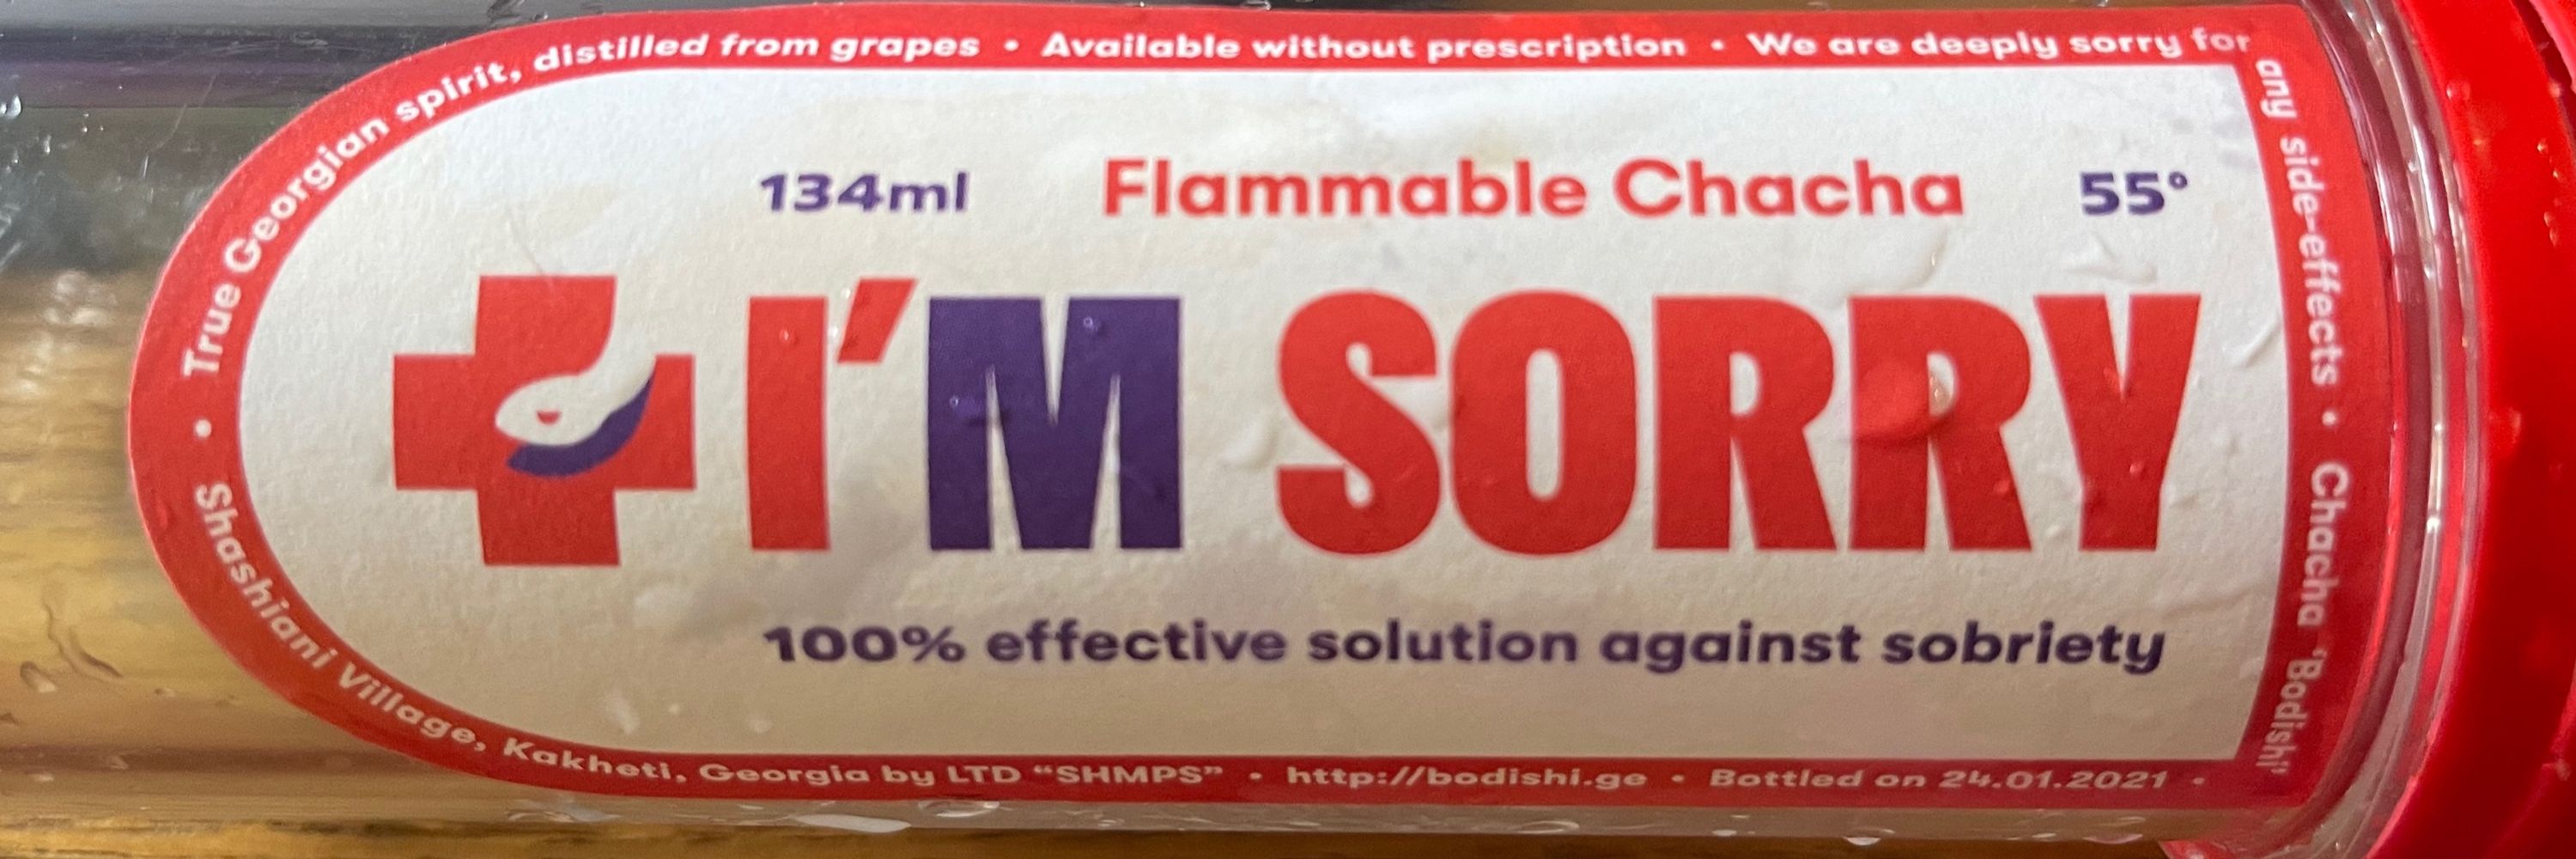 True Georgian spirit, distilled from grapes • Available without prescription • We are deeply sorry for any side-effects • Chacha 'Bodishi'
134ml Flammable Chacha 55°
I'M SORRY
100% effective solution against sobriety
Shashiani Village, Kakheti, Georgia by LTD “SHMPS” • http://bodishi.ge • Bottled on 24.01.2021 •